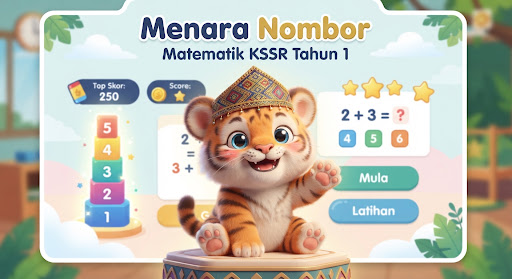 Menara Nombor
Matematik KSSR Tahun 1
Top Skor:
250
Score:
5
4
3
2
1
2
=
3 +
2 + 3 = ?
4 5 6
Mula
Latihan